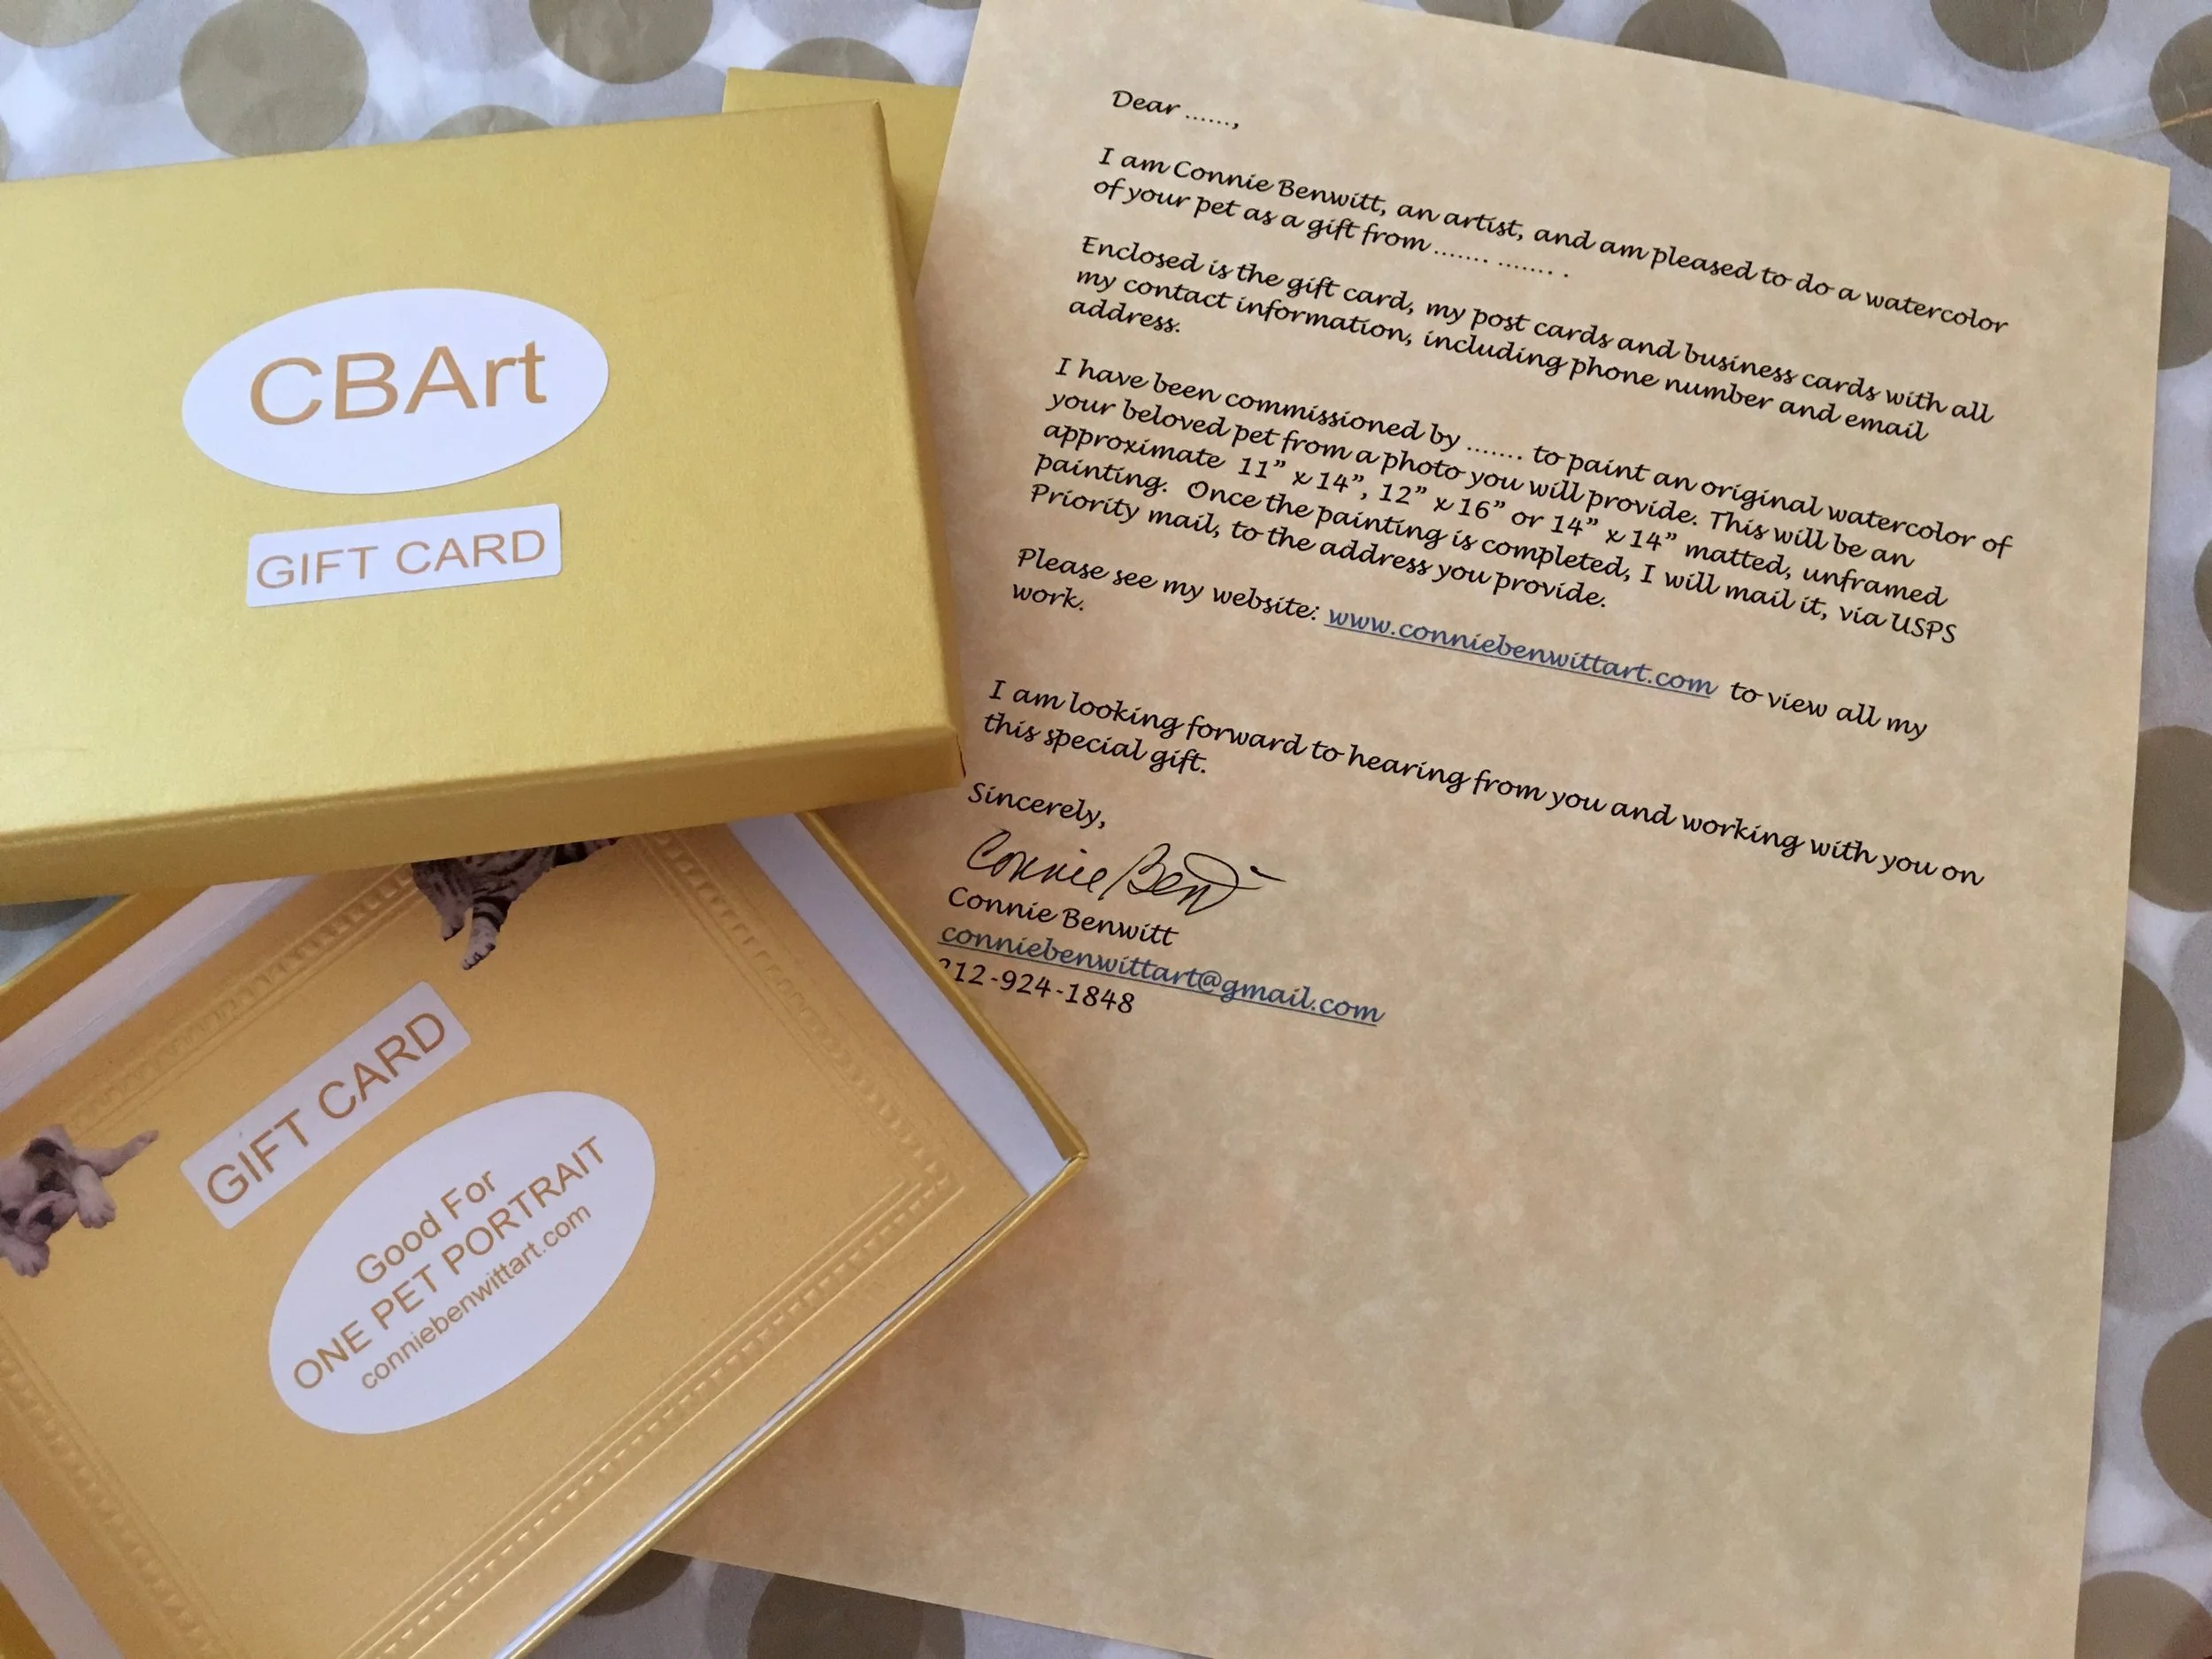 CBArt
GIFT CARD
GIFT CARD
Good For
ONE PET PORTRAIT
conniebenwittart.com
Dear ......,
I am Connie Benwitt, an artist, and am pleased to do a watercolor
of your pet as a gift from ....... ....... .
Enclosed is the gift card, my post cards and business cards with all
my contact information, including phone number and email
address.
I have been commissioned by ....... to paint an original watercolor of
your beloved pet from a photo you will provide. This will be an
approximate 11" x 14", 12" x 16" or 14" x 14" matted, unframed
painting. Once the painting is completed, I will mail it, via USPS
Priority mail, to the address you provide.
Please see my website: www.conniebenwittart.com to view all my
work.
I am looking forward to hearing from you and working with you on
this special gift.
Sincerely,
Connie Benwitt
conniebenwittart@gmail.com
12-924-1848